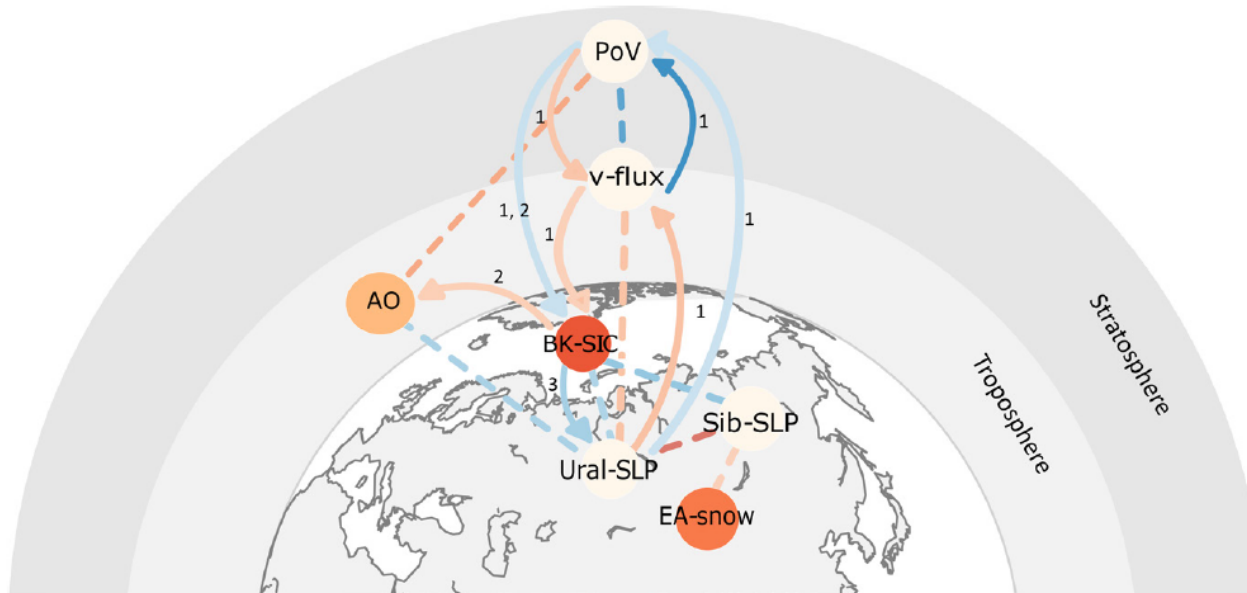 PoV
1
1
v-flux
1, 2
1
1
2
AO
1
BK-SIC
3
Sib-SLP
Ural-SLP
EA-snow
Troposphere
Stratosphere